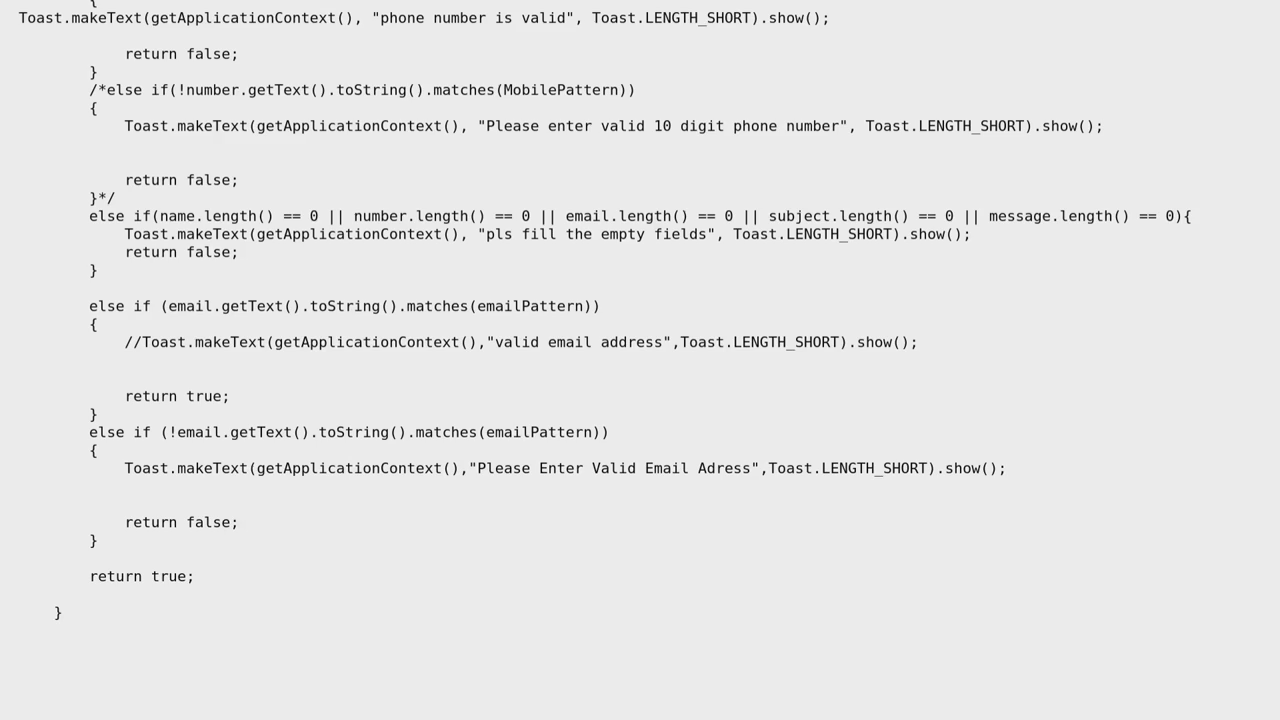 {
Toast.makeText(getApplicationContext(), "phone number is valid", Toast.LENGTH_SHORT).show();
return false;
}
/*else if(!number.getText().toString().matches(MobilePattern))
{
Toast.makeText(getApplicationContext(), "Please enter valid 10 digit phone number", Toast.LENGTH_SHORT).show();
return false;
}*/
else if(name.length() == 0 || number.length() == 0 || email.length() == 0 || subject.length() == 0 || message.length() == 0){
Toast.makeText(getApplicationContext(), "pls fill the empty fields", Toast.LENGTH_SHORT).show();
return false;
}
else if (email.getText().toString().matches(emailPattern))
{
//Toast.makeText(getApplicationContext(),"valid email address",Toast.LENGTH_SHORT).show();
return true;
}
else if (!email.getText().toString().matches(emailPattern))
{
Toast.makeText(getApplicationContext(),"Please Enter Valid Email Adress",Toast.LENGTH_SHORT).show();
return false;
}
return true;
}